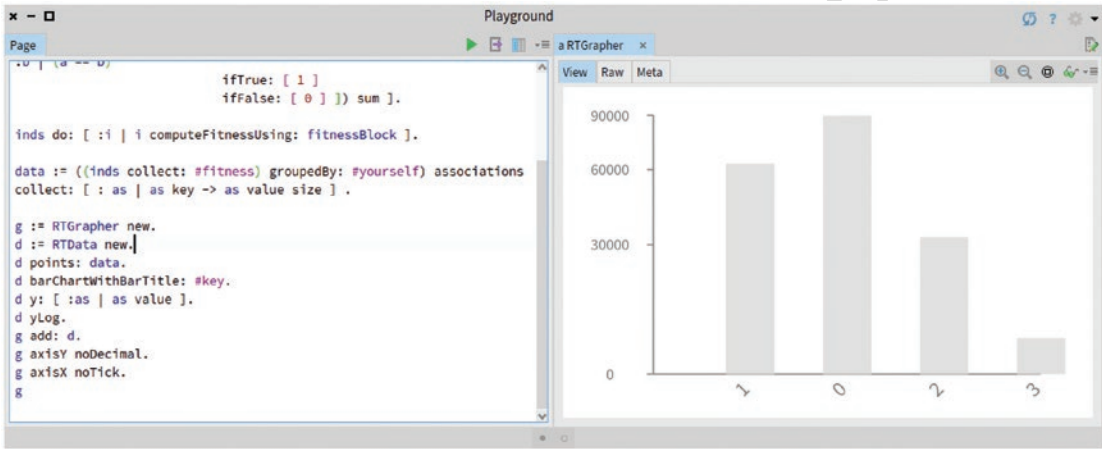 Playground
Page
:b | (a == b)
ifTrue: [ 1 ]
ifFalse: [ 0 ] ]) sum ].
inds do: [ :i | i computeFitnessUsing: fitnessBlock ].
data := ((inds collect: #fitness) groupedBy: #yourself) associations
collect: [ : as | as key -> as value size ] .
g := RTGrapher new.
d := RTData new.
d points: data.
d barChartWithBarTitle: #key.
d y: [ :as | as value ].
d yLog.
g add: d.
g axisY noDecimal.
g axisX noTick.
g
a RTGrapher
View Raw Meta
90000
60000
30000
0
1 0 2 3